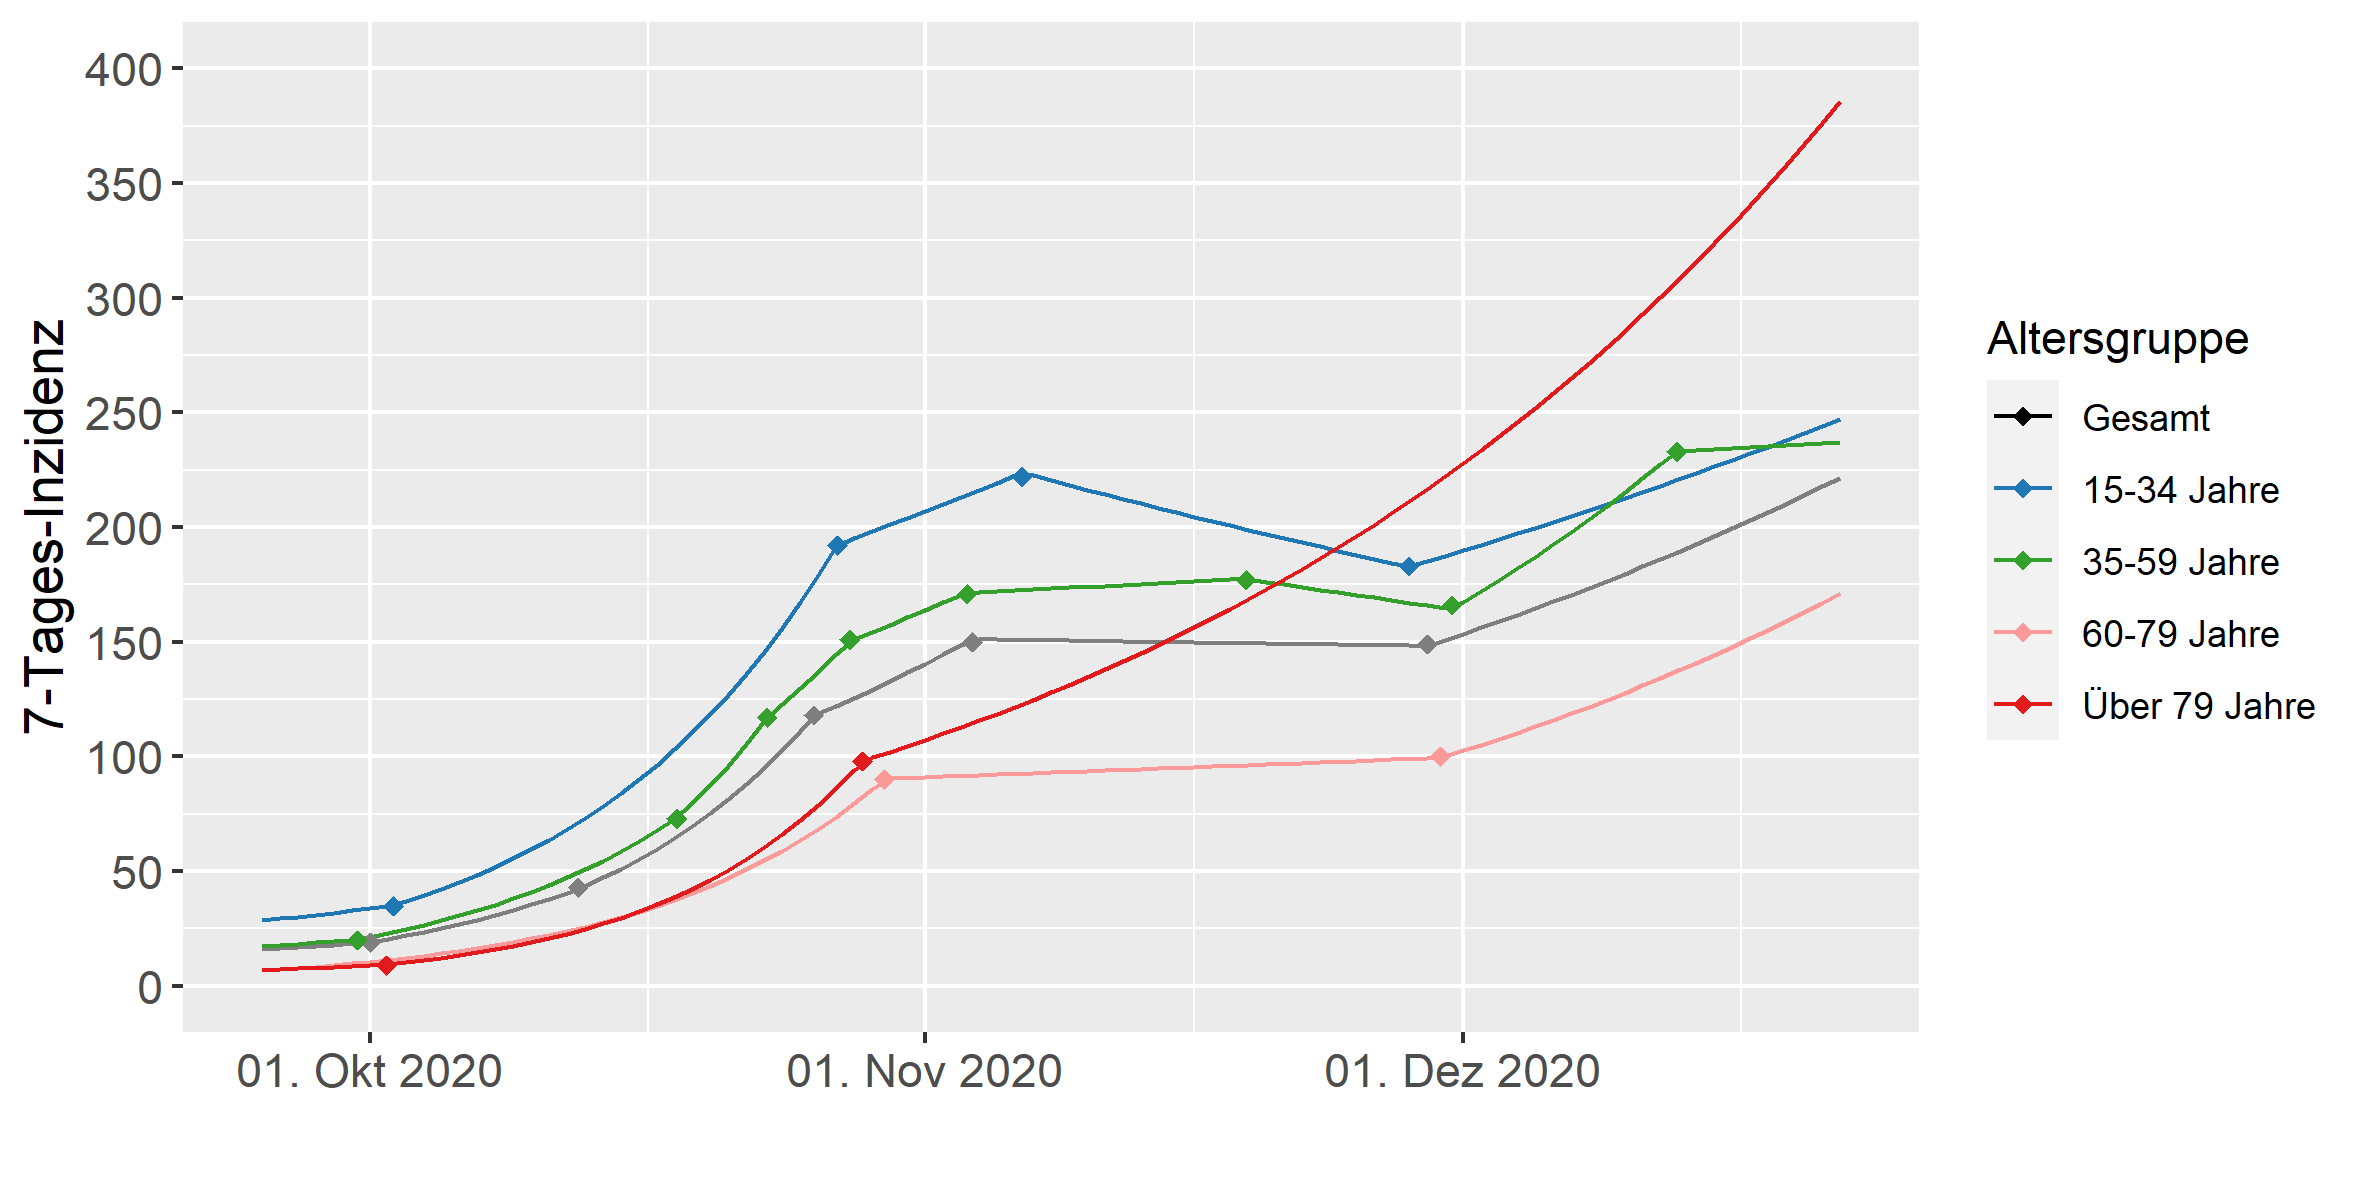 7-Tages-Inzidenz
400
350
300
250
200
150
100
50
0
01. Okt 2020
01. Nov 2020
01. Dez 2020
Altersgruppe
Gesamt
15-34 Jahre
35-59 Jahre
60-79 Jahre
Über 79 Jahre